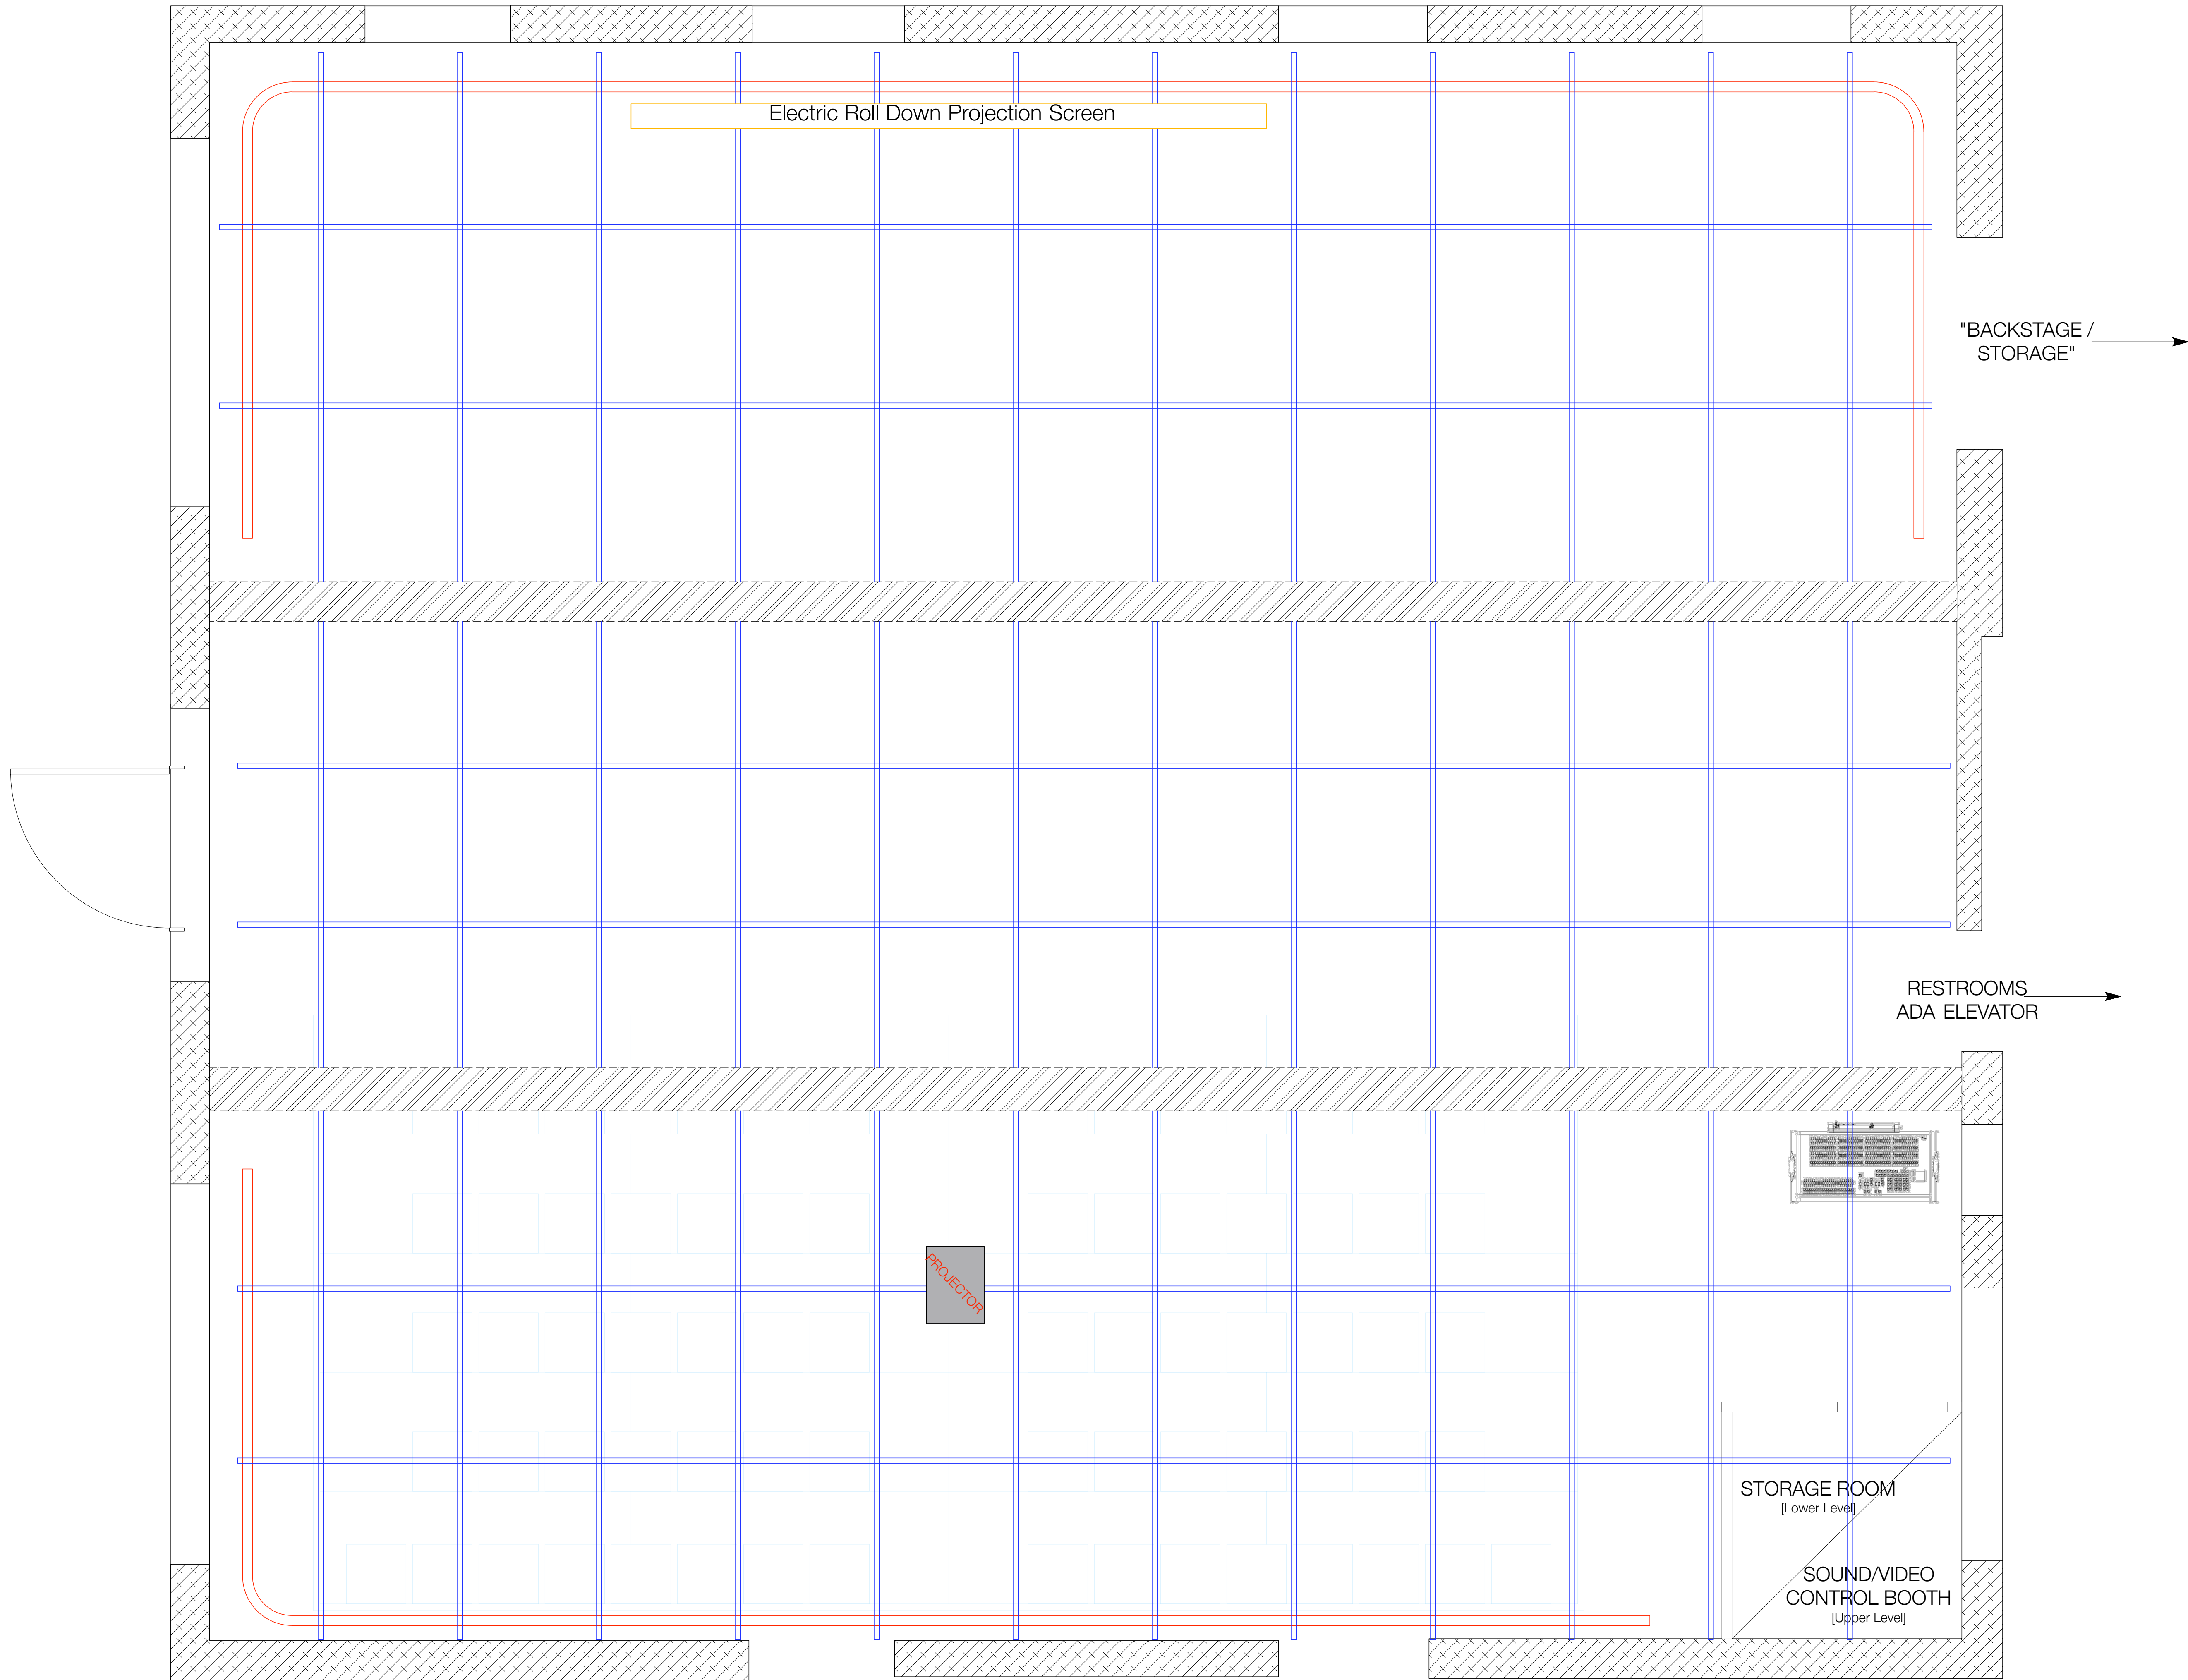 Electric Roll Down Projection Screen
"BACKSTAGE /
STORAGE"
RESTROOMS
ADA ELEVATOR
PROJECTOR
STORAGE ROOM
[Lower Level]
SOUND/VIDEO
CONTROL BOOTH
[Upper Level]